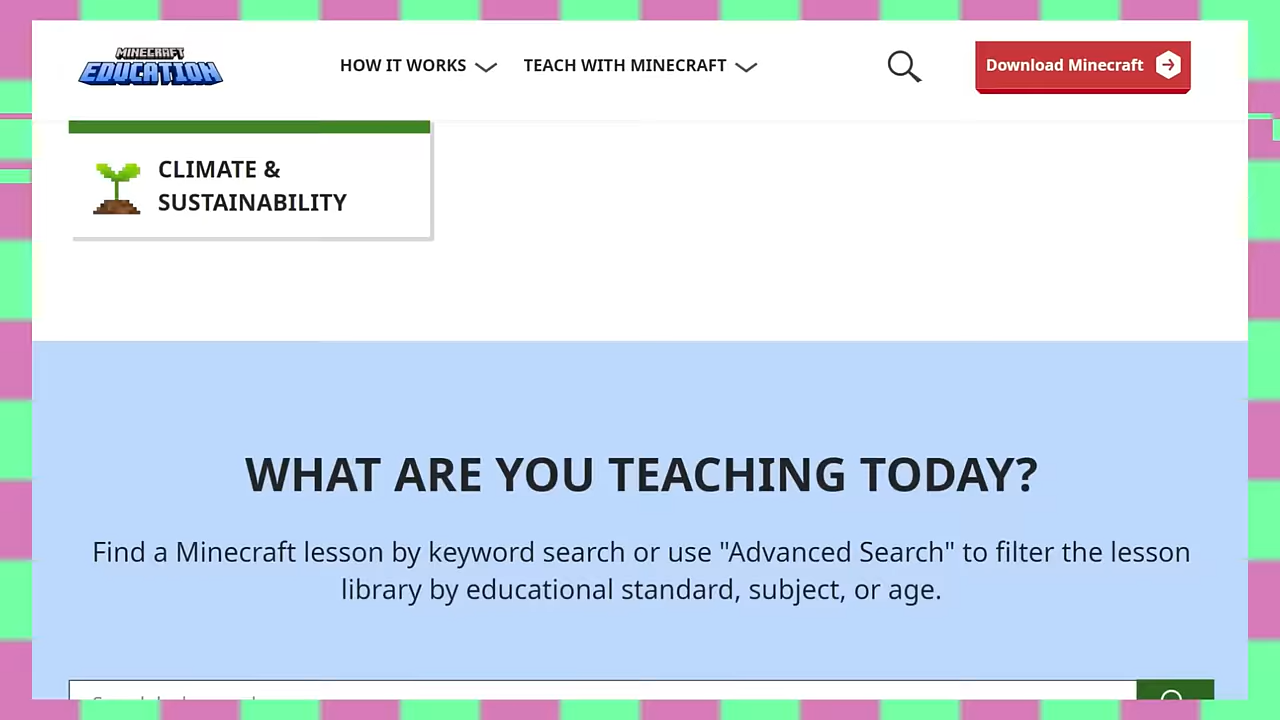 MINECRAFT
EDUCATION
HOW IT WORKS
TEACH WITH MINECRAFT
Download Minecraft
CLIMATE &
SUSTAINABILITY
WHAT ARE YOU TEACHING TODAY?
Find a Minecraft lesson by keyword search or use "Advanced Search" to filter the lesson
library by educational standard, subject, or age.